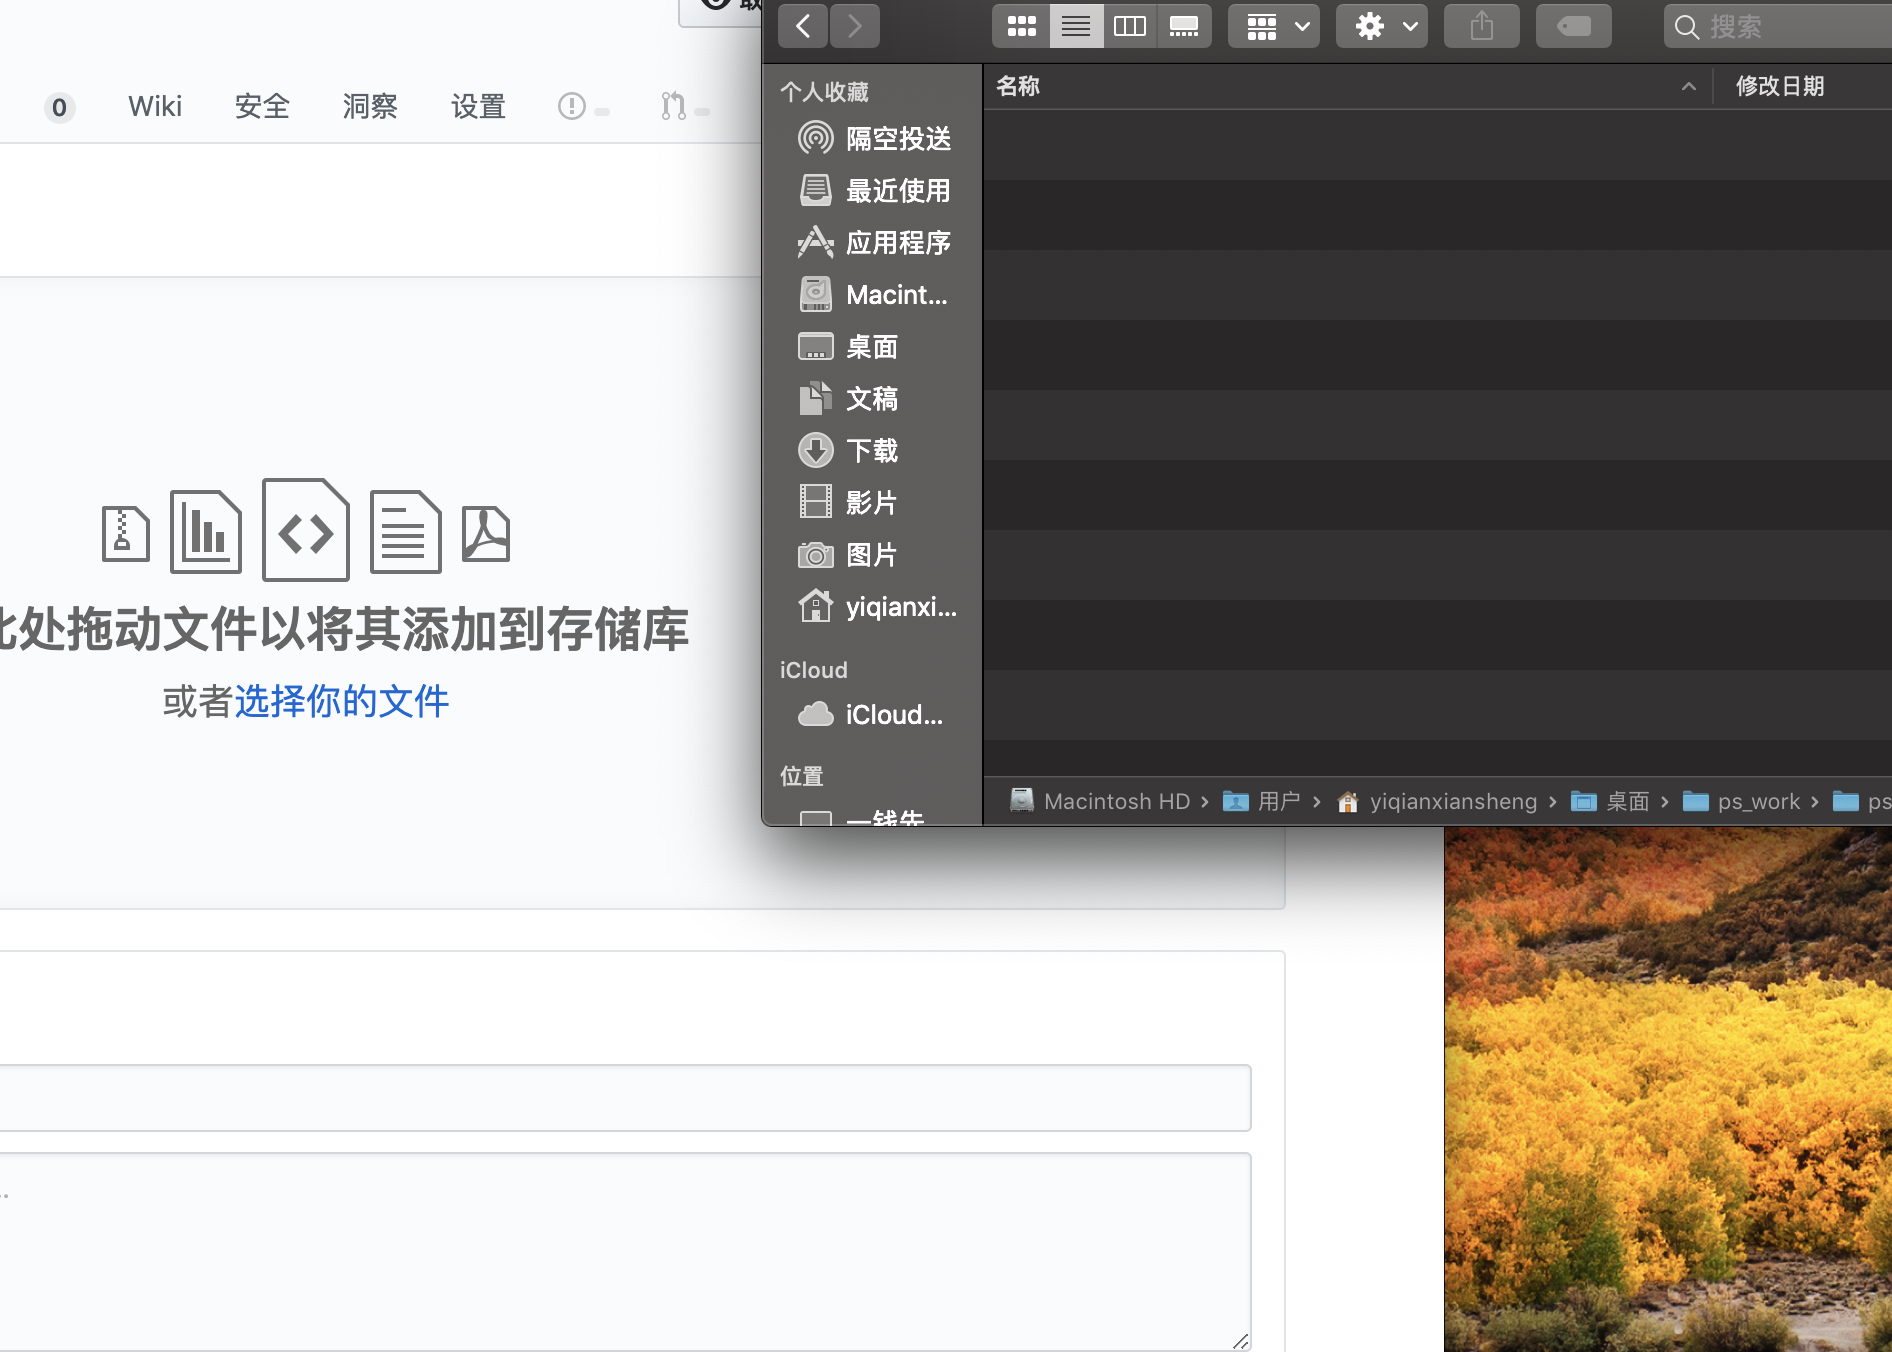 0 Wiki 安全 洞察 设置
此处拖动文件以将其添加到存储库
或者选择你的文件
搜索
名称 修改日期
个人收藏
隔空投送
最近使用
应用程序
Macint...
桌面
文稿
下载
影片
图片
yiqianxi...
iCloud
iCloud...
位置
一钱先
Macintosh HD › 用户 › yiqianxiansheng › 桌面 › ps_work › ps